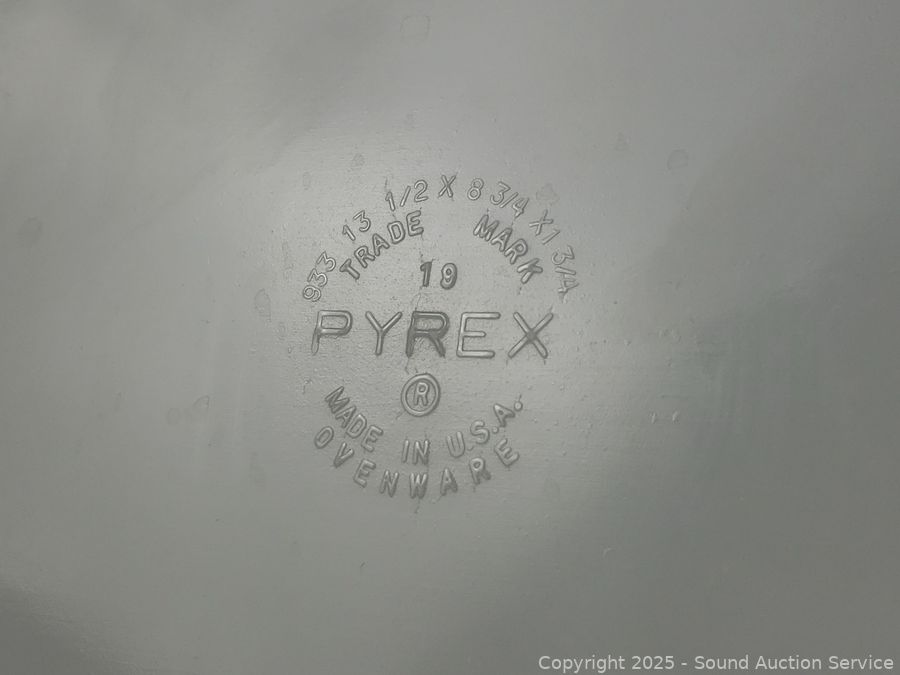 933 13 1/2 X 8 3/4 X 1 3/4
TRADE MARK
19
PYREX
®
MADE IN U.S.A.
OVENWARE
Copyright 2025 - Sound Auction Service